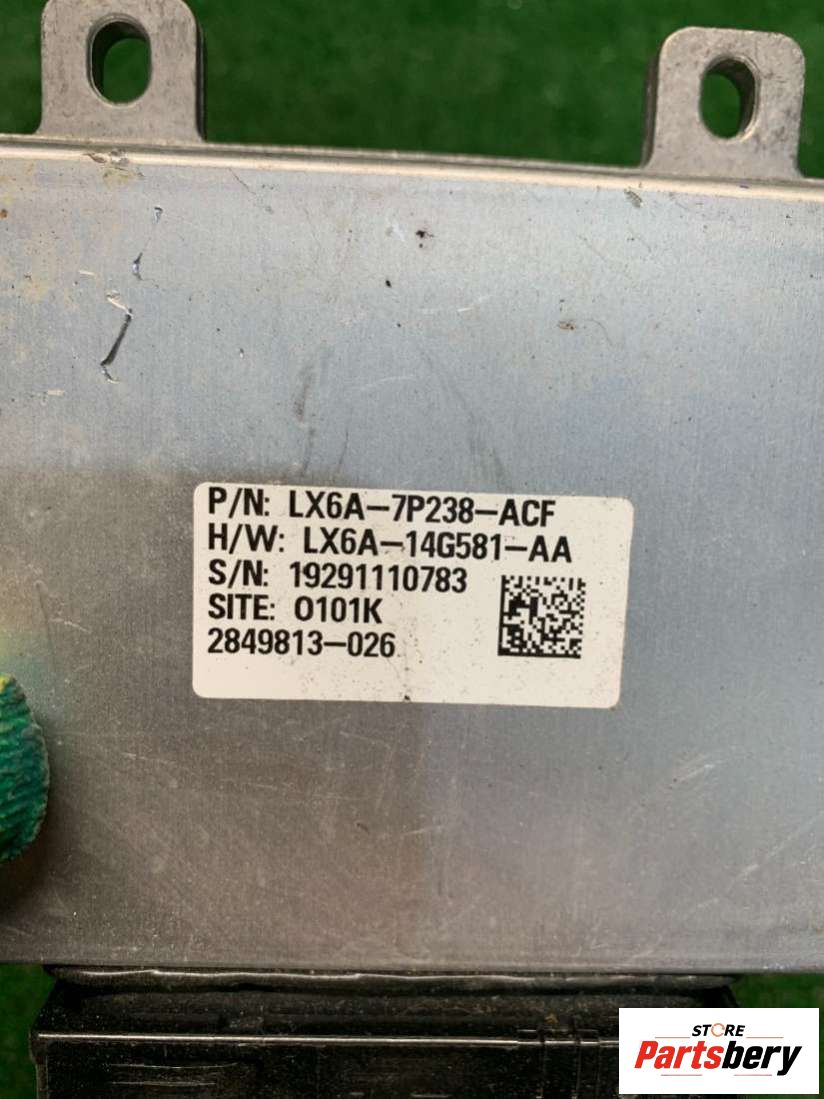 P/N: LX6A-7P238-ACF
H/W: LX6A-14G581-AA
S/N: 19291110783
SITE: O101K
2849813-026
STORE
Partsbery